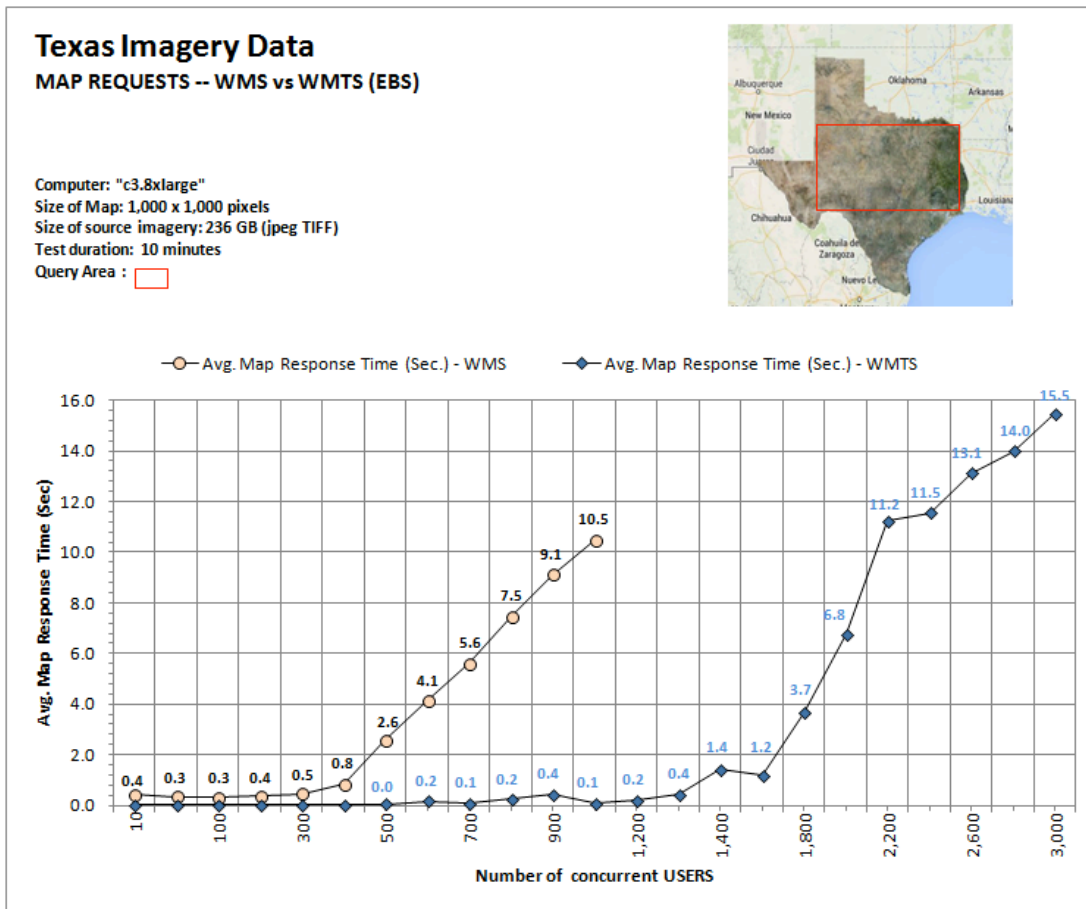 Texas Imagery Data
MAP REQUESTS -- WMS vs WMTS (EBS)
Computer: "c3.8xlarge"
Size of Map: 1,000 x 1,000 pixels
Size of source imagery: 236 GB (jpeg TIFF)
Test duration: 10 minutes
Query Area :
Albuquerque
Oklahoma
Arkansas
New Mexico
Ciudad
Louisiana
Chihuahua
Coahuila de
Zaragoza
Nuevo Le
Avg. Map Response Time (Sec.) - WMS
Avg. Map Response Time (Sec.) - WMTS
Avg. Map Response Time (Sec)
16.0
14.0
12.0
10.0
8.0
6.0
4.0
2.0
0.0
0.4
0.3
0.3
0.4
0.5
0.8
2.6
4.1
5.6
7.5
9.1
10.5
0.0
0.2
0.1
0.2
0.4
0.1
0.2
0.4
1.4
1.2
3.7
6.8
11.2
11.5
13.1
14.0
15.5
10
100
300
500
700
900
1,200
1,400
1,800
2,200
2,600
3,000
Number of concurrent USERS